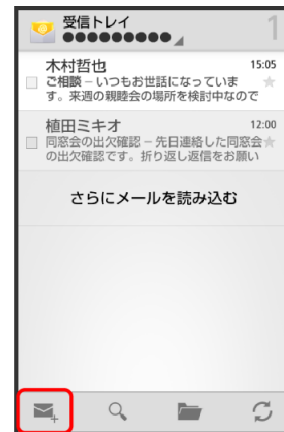 受信トレイ
●●●●●●●●●
1
木村哲也 15:05
ご相談 – いつもお世話になっていま
す。来週の親睦会の場所を検討中なので
植田ミキオ 12:00
同窓会の出欠確認 – 先日連絡した同窓会
の出欠確認です。折り返し返信をお願い
さらにメールを読み込む